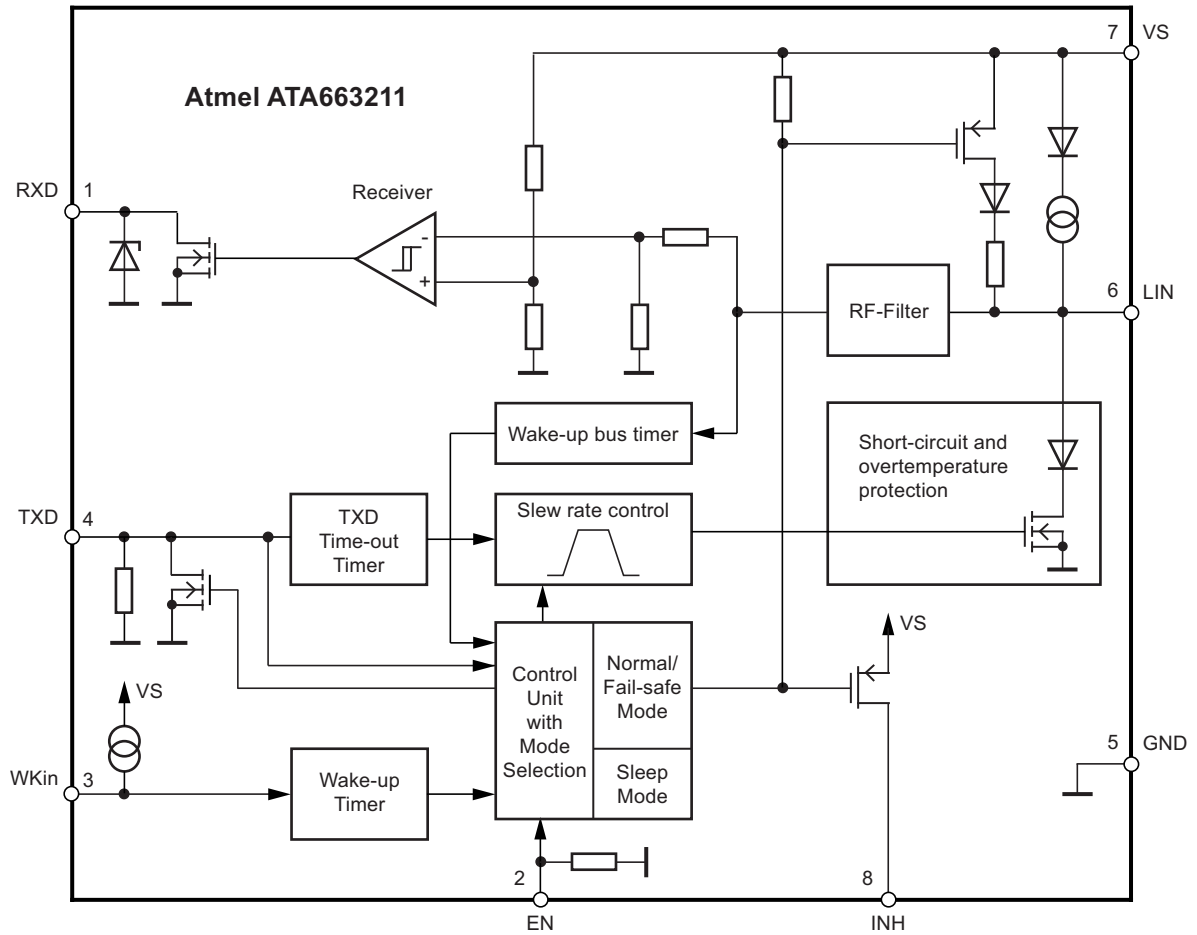 7 VS
Atmel ATA663211
RXD 1
Receiver
-
+
RF-Filter
6 LIN
Wake-up bus timer
Short-circuit and
overtemperature
protection
TXD 4
TXD
Time-out
Timer
Slew rate control
VS
Control
Unit
with
Mode
Selection
Normal/
Fail-safe
Mode
Sleep
Mode
VS
5 GND
WKin 3
Wake-up
Timer
2
EN
8
INH